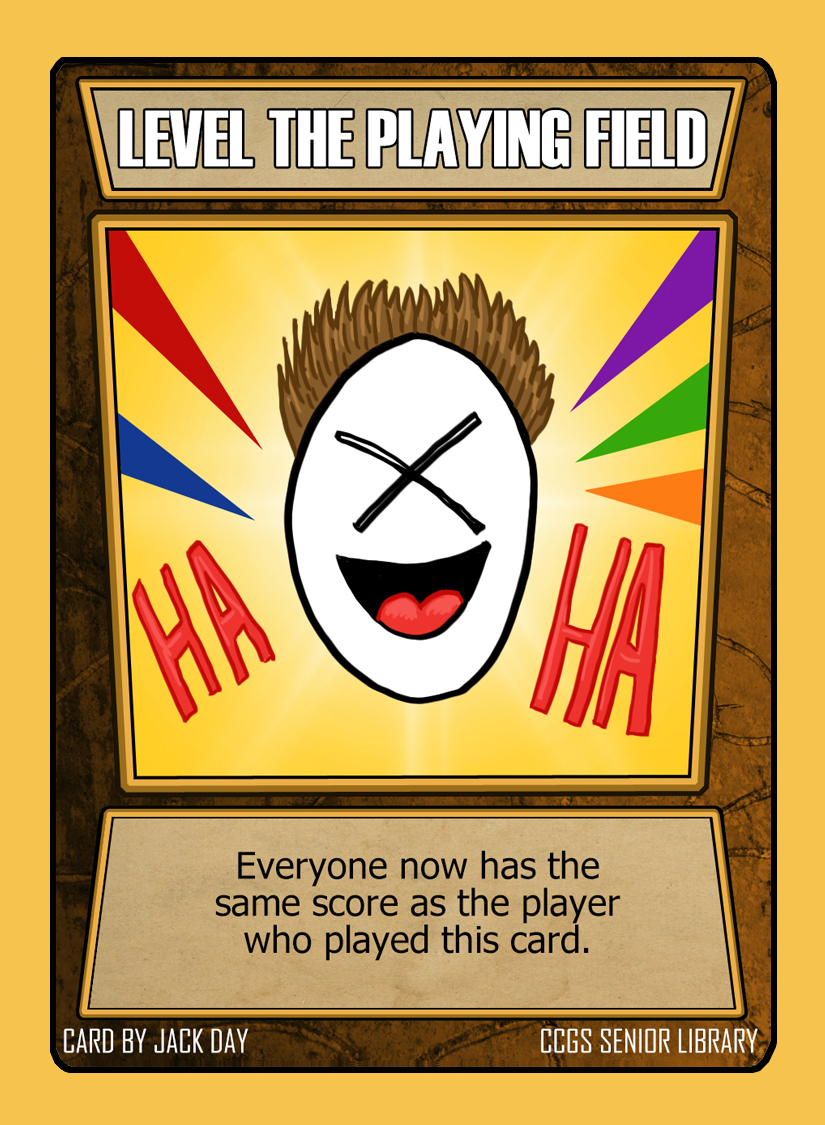 LEVEL THE PLAYING FIELD
HA
HA
Everyone now has the
same score as the player
who played this card.
CARD BY JACK DAY
CCGS SENIOR LIBRARY